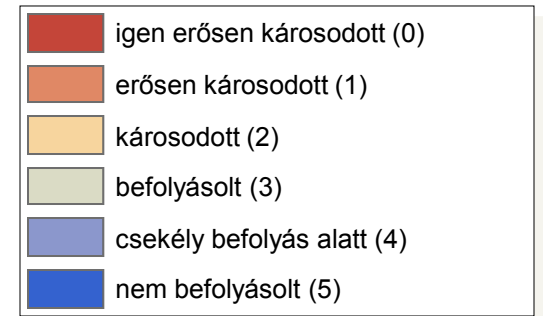 igen erősen károsodott (0)
erősen károsodott (1)
károsodott (2)
befolyásolt (3)
csekély befolyás alatt (4)
nem befolyásolt (5)